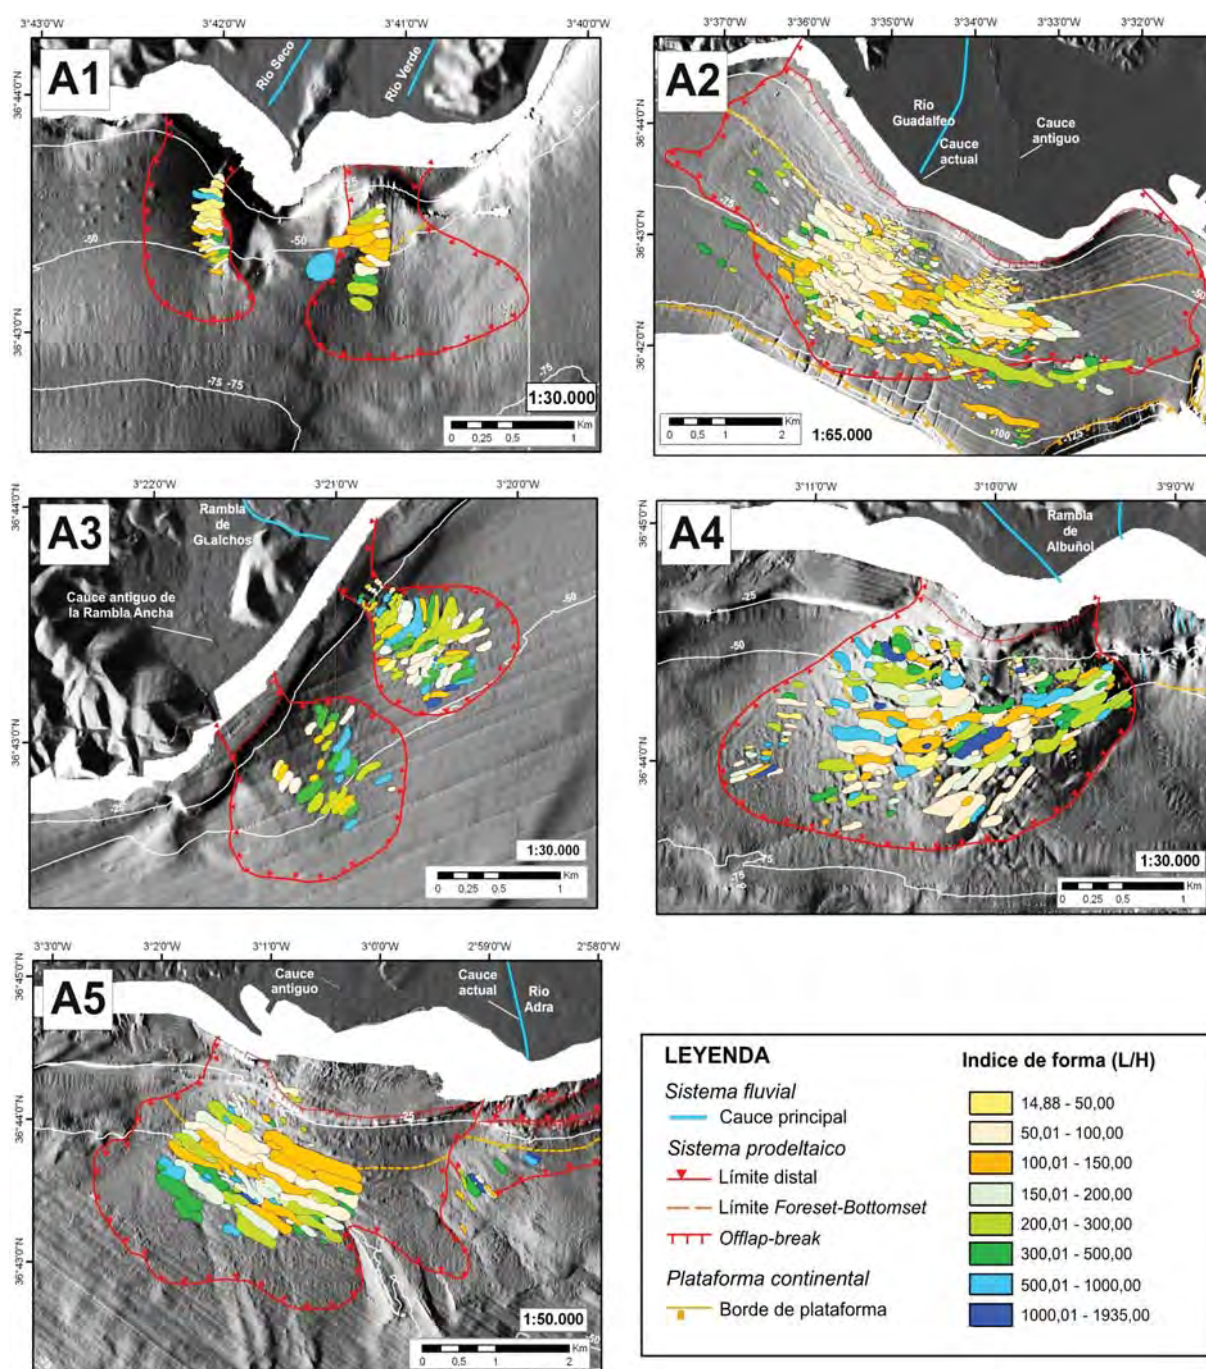 3°43'0"W
3°42'0"W
3°41'0"W
3°40'0"W
A1
Rio Seco
Rio Verde
36°44'0"N
36°43'0"N
-50
-75
-50
-50
-75 -75
1:30.000
Km
0 0,25 0,5 1
3°37'0"W
3°36'0"W
3°35'0"W
3°34'0"W
3°33'0"W
3°32'0"W
A2
Río
Guadalfeo
Cauce
actual
Cauce
antiguo
36°44'0"N
36°43'0"N
36°42'0"N
-75
-25
-50
-100
-125
Km
0 0,25 0,5 1 2
1:65.000
3°22'0"W
3°21'0"W
3°20'0"W
A3
Rambla
de
Gualchos
Cauce antiguo de
la Rambla Ancha
36°44'0"N
36°43'0"N
-50
-25
1:30.000
Km
0 0,25 0,5 1
3°11'0"W
3°10'0"W
3°9'0"W
A4
Rambla
de
Albuñol
36°45'0"N
36°44'0"N
-25
-50
-75
1:30.000
Km
0 0,25 0,5 1
3°3'0"W
3°2'0"W
3°1'0"W
3°0'0"W
2°59'0"W
2°58'0"W
A5
Cauce
antiguo
Cauce
actual
Río
Adra
36°45'0"N
36°44'0"N
36°43'0"N
-25
-50
1:50.000
Km
0 0,25 0,5 1 2
LEYENDA
Sistema fluvial
Cauce principal
Sistema prodeltaico
Límite distal
Límite Foreset-Bottomset
Offlap-break
Plataforma continental
Borde de plataforma
Indice de forma (L/H)
14,88 - 50,00
50,01 - 100,00
100,01 - 150,00
150,01 - 200,00
200,01 - 300,00
300,01 - 500,00
500,01 - 1000,00
1000,01 - 1935,00